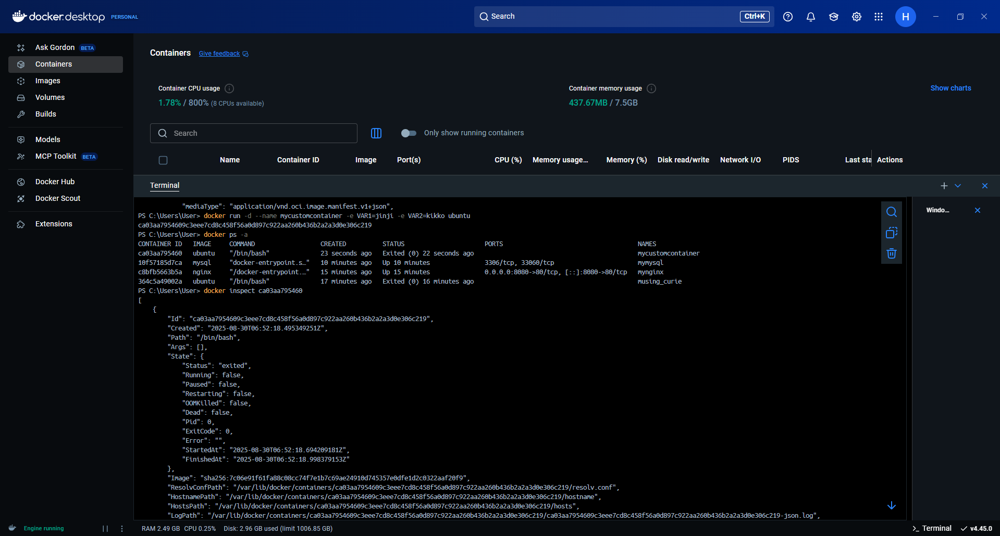 docker.desktop PERSONAL
Search Ctrl+K
H
Ask Gordon BETA
Containers
Images
Volumes
Builds
Models
MCP Toolkit BETA
Docker Hub
Docker Scout
Extensions
Containers Give feedback
Container CPU usage
1.78% / 800% (8 CPUs available)
Container memory usage
437.67MB / 7.5GB
Show charts
Search
Only show running containers
Name Container ID Image Port(s) CPU (%) Memory usage... Memory (%) Disk read/write Network I/O PIDS Last sta Actions
Terminal
Windo...
"mediaType": "application/vnd.oci.image.manifest.v1+json",
PS C:\Users\User> docker run -d --name mycustomcontainer -e VAR1=jinji -e VAR2=kikko ubuntu
ca03aa7954609c3eee7cd8c458f56a0d897c922aa260b436b2a2a3d0e306c219
PS C:\Users\User> docker ps -a
CONTAINER ID IMAGE COMMAND CREATED STATUS PORTS NAMES
ca03aa795460 ubuntu "/bin/bash" 23 seconds ago Exited (0) 22 seconds ago mycustomcontainer
10f57185d7ca mysql "docker-entrypoint.s…" 10 minutes ago Up 10 minutes 3306/tcp, 33060/tcp mymysql
c8bfb5663b5a nginx "/docker-entrypoint.…" 15 minutes ago Up 15 minutes 0.0.0.0:8080->80/tcp, [::]:8080->80/tcp mynginx
364c5a49002a ubuntu "/bin/bash" 17 minutes ago Exited (0) 16 minutes ago musing_curie
PS C:\Users\User> docker inspect ca03aa795460
[
{
"Id": "ca03aa7954609c3eee7cd8c458f56a0d897c922aa260b436b2a2a3d0e306c219",
"Created": "2025-08-30T06:52:18.495349251Z",
"Path": "/bin/bash",
"Args": [],
"State": {
"Status": "exited",
"Running": false,
"Paused": false,
"Restarting": false,
"OOMKilled": false,
"Dead": false,
"Pid": 0,
"ExitCode": 0,
"Error": "",
"StartedAt": "2025-08-30T06:52:18.694209181Z",
"FinishedAt": "2025-08-30T06:52:18.998379153Z"
},
"Image": "sha256:7c06e91f61fa88c08cc74f7e1b7c69ae24910d745357e0dfe1d2c0322aaf20f9",
"ResolvConfPath": "/var/lib/docker/containers/ca03aa7954609c3eee7cd8c458f56a0d897c922aa260b436b2a2a3d0e306c219/resolv.conf",
"HostnamePath": "/var/lib/docker/containers/ca03aa7954609c3eee7cd8c458f56a0d897c922aa260b436b2a2a3d0e306c219/hostname",
"HostsPath": "/var/lib/docker/containers/ca03aa7954609c3eee7cd8c458f56a0d897c922aa260b436b2a2a3d0e306c219/hosts",
"LogPath": "/var/lib/docker/containers/ca03aa7954609c3eee7cd8c458f56a0d897c922aa260b436b2a2a3d0e306c219/ca03aa7954609c3eee7cd8c458f56a0d897c922aa260b436b2a2a3d0e306c219-json.log",
Engine running RAM 2.49 GB CPU 0.25% Disk: 2.96 GB used (limit 1006.85 GB) Terminal v4.45.0